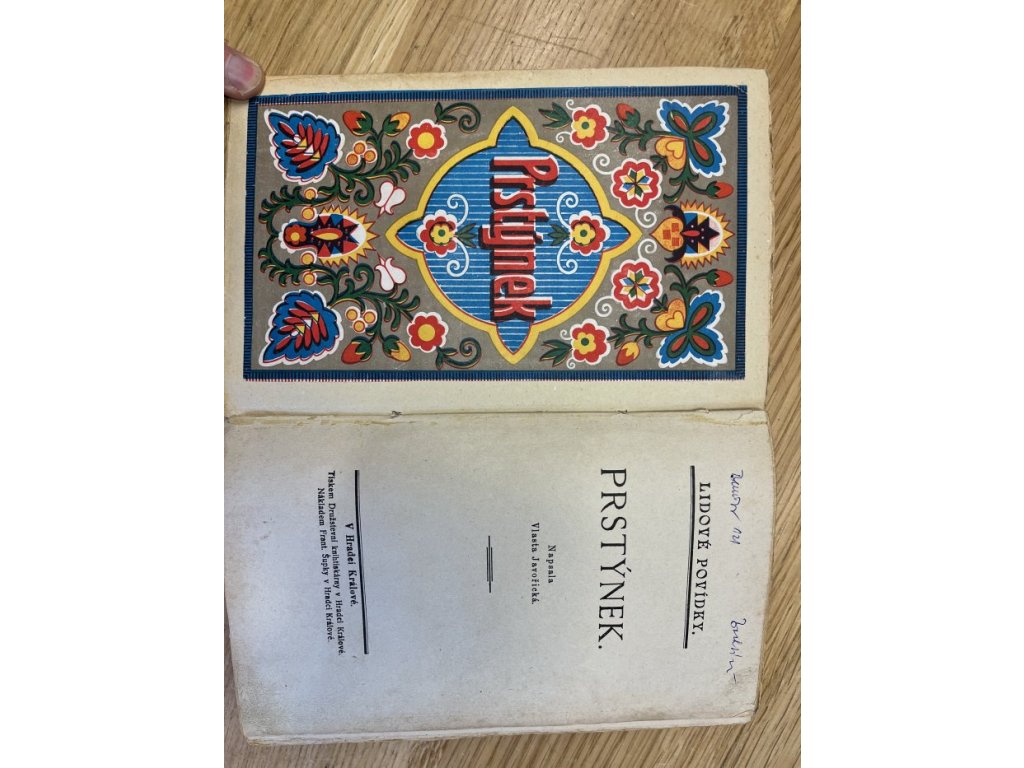 Prstýnek
LIDOVÉ POVÍDKY.
PRSTÝNEK.
Napsala
Vlasta Javořická.
V Hradci Králové.
Tiskem Družstevní knihtiskárny v Hradci Králové.
Nákladem Frant. Šupky v Hradci Králové.